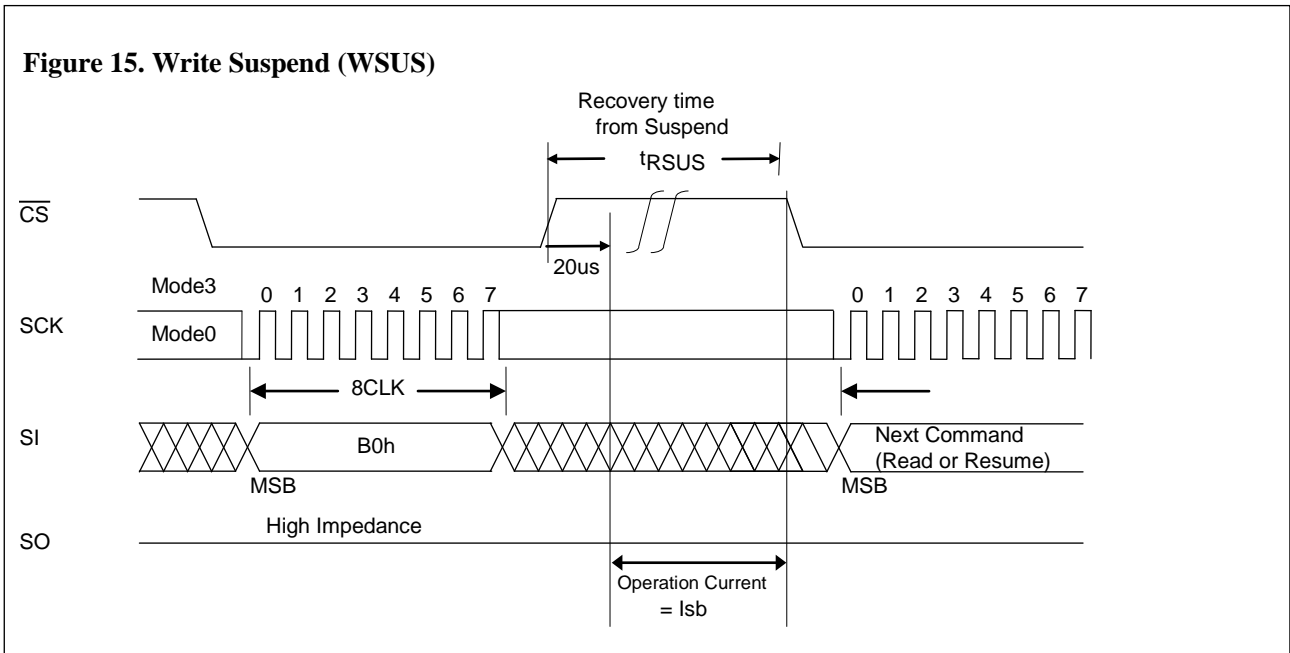 Figure 15. Write Suspend (WSUS)
Recovery time
from Suspend
tRSUS
CS
20us
Mode3
0 1 2 3 4 5 6 7
0 1 2 3 4 5 6 7
SCK
Mode0
8CLK
SI
B0h
Next Command
(Read or Resume)
MSB
MSB
High Impedance
SO
Operation Current
= Isb